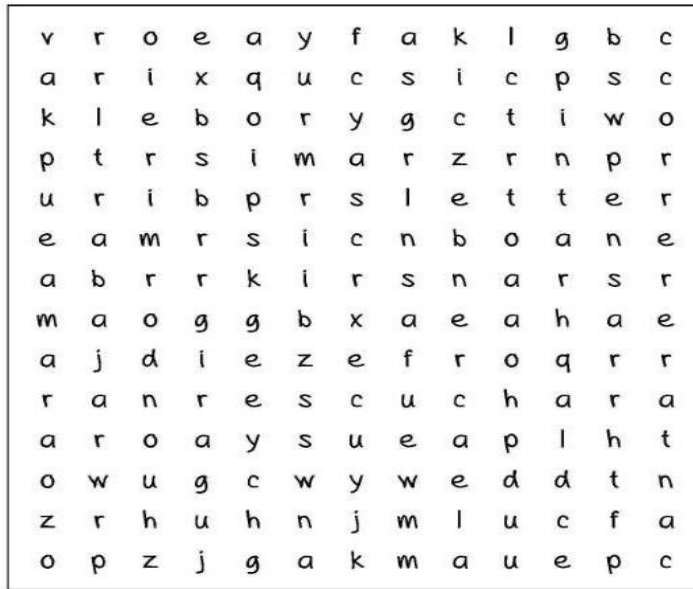 v r o e a y f a k l g b c
a r i x q u c s i c p s c
k l e b o r y g c t i w o
p t r s i m a r z r n p r
u r i b p r s l e t t e r
e a m r s i c n b o a n e
a b r r k i r s n a r s r
m a o g g b x a e a h a e
a j d i e z e f r o q r r
r a n r e s c u c h a r a
a r o a y s u e a p l h t
o w u g c w y w e d d t n
z r h u h n j m l u c f a
o p z j g a k m a u e p c